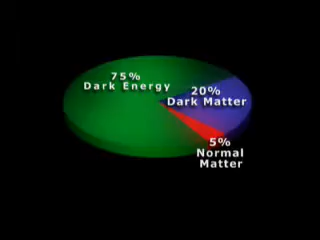 75%
Dark Energy
20%
Dark Matter
5%
Normal
Matter